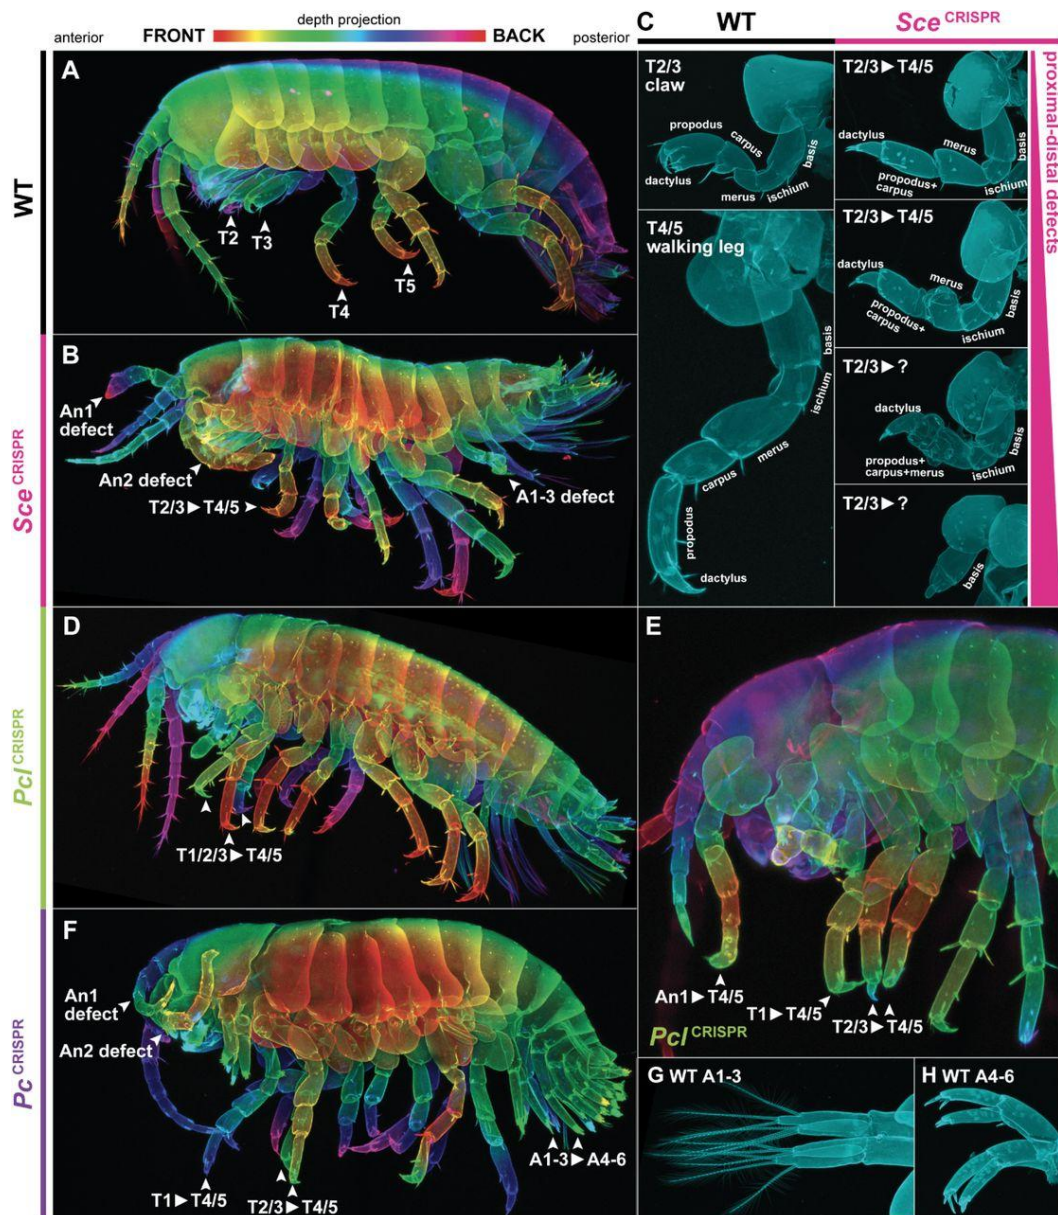 depth projection
anterior FRONT BACK posterior
A
WT
T2
T3
T4
T5
B
Sce CRISPR
An1
defect
An2 defect
T2/3 ► T4/5 ►
A1-3 defect
C
WT
Sce CRISPR
proximal-distal defects
T2/3
claw
propodus
carpus
dactylus
merus
ischium
basis
T4/5
walking leg
basis
ischium
merus
carpus
propodus
dactylus
T2/3 ► T4/5
dactylus
merus
basis
propodus+
carpus
ischium
T2/3 ► T4/5
dactylus
merus
basis
propodus+
carpus
ischium
T2/3 ► ?
dactylus
basis
propodus+
carpus+merus
ischium
T2/3 ► ?
basis
D
Pcl CRISPR
T1/2/3 ► T4/5
E
An1 ► T4/5
T1 ► T4/5
T2/3 ► T4/5
Pcl CRISPR
F
Pc CRISPR
An1
defect
An2 defect
T1 ► T4/5
T2/3 ► T4/5
A1-3 ► A4-6
G WT A1-3
H WT A4-6